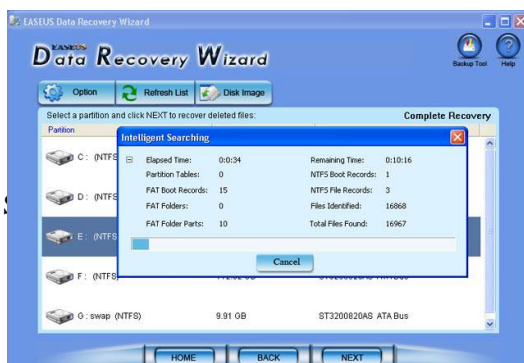 EASEUS Data Recovery Wizard
EASEUS
Data Recovery Wizard
Backup Tool Help
Option Refresh List Disk Image
Select a partition and click NEXT to recover deleted files: Complete Recovery
Partition
Intelligent Searching
C: (NTFS
Elapsed Time: 0:0:34 Remaining Time: 0:10:16
Partition Tables: 0 NTFS Boot Records: 1
FAT Boot Records: 15 NTFS File Records: 3
D: (NTFS
FAT Folders: 0 Files Identified: 16868
FAT Folder Parts: 10 Total Files Found: 16967
E: (NTFS
Cancel
F: (NTFS)
G: swap (NTFS) 9.91 GB ST3200820AS ATA Bus
HOME BACK NEXT